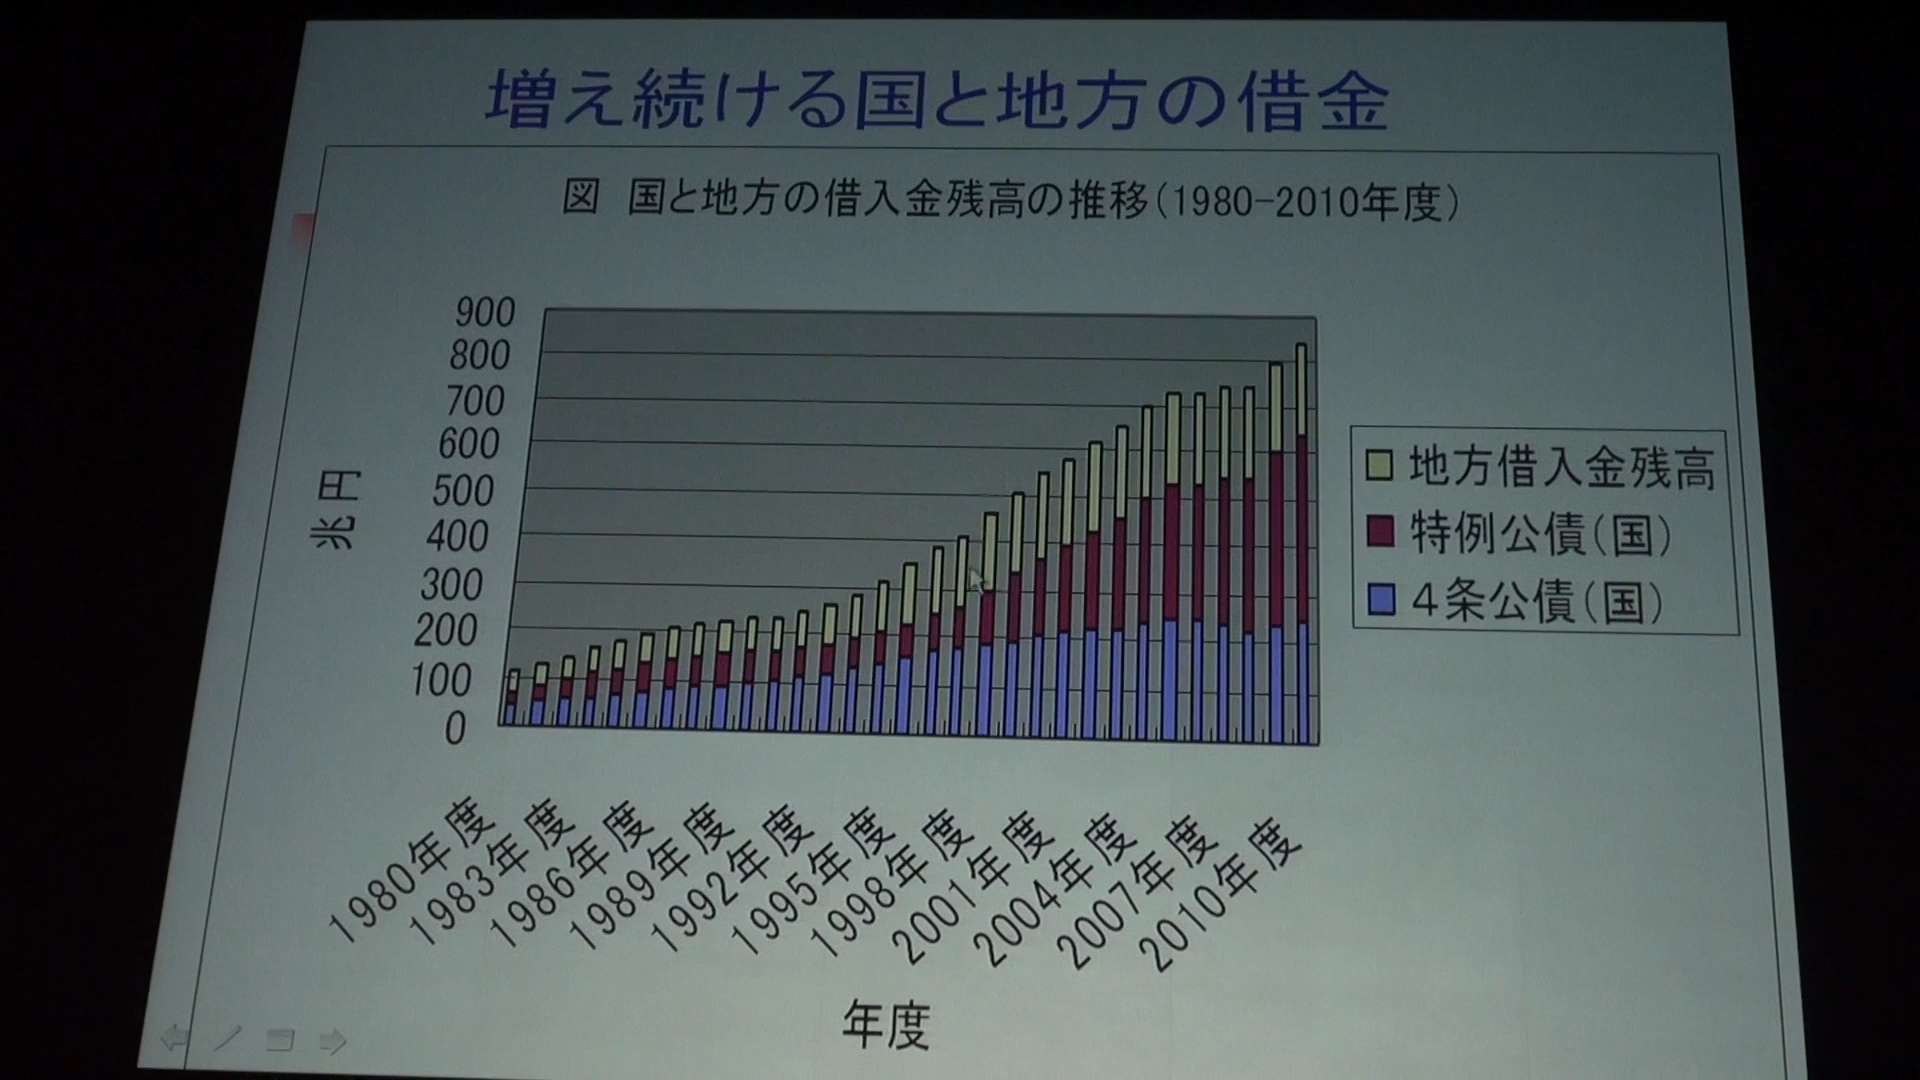 増え続ける国と地方の借金
図 国と地方の借入金残高の推移(1980-2010年度)
900
800
700
600
500
400
300
200
100
0
兆円
地方借入金残高
特例公債(国)
4条公債(国)
1980年度
1983年度
1986年度
1989年度
1992年度
1995年度
1998年度
2001年度
2004年度
2007年度
2010年度
年度